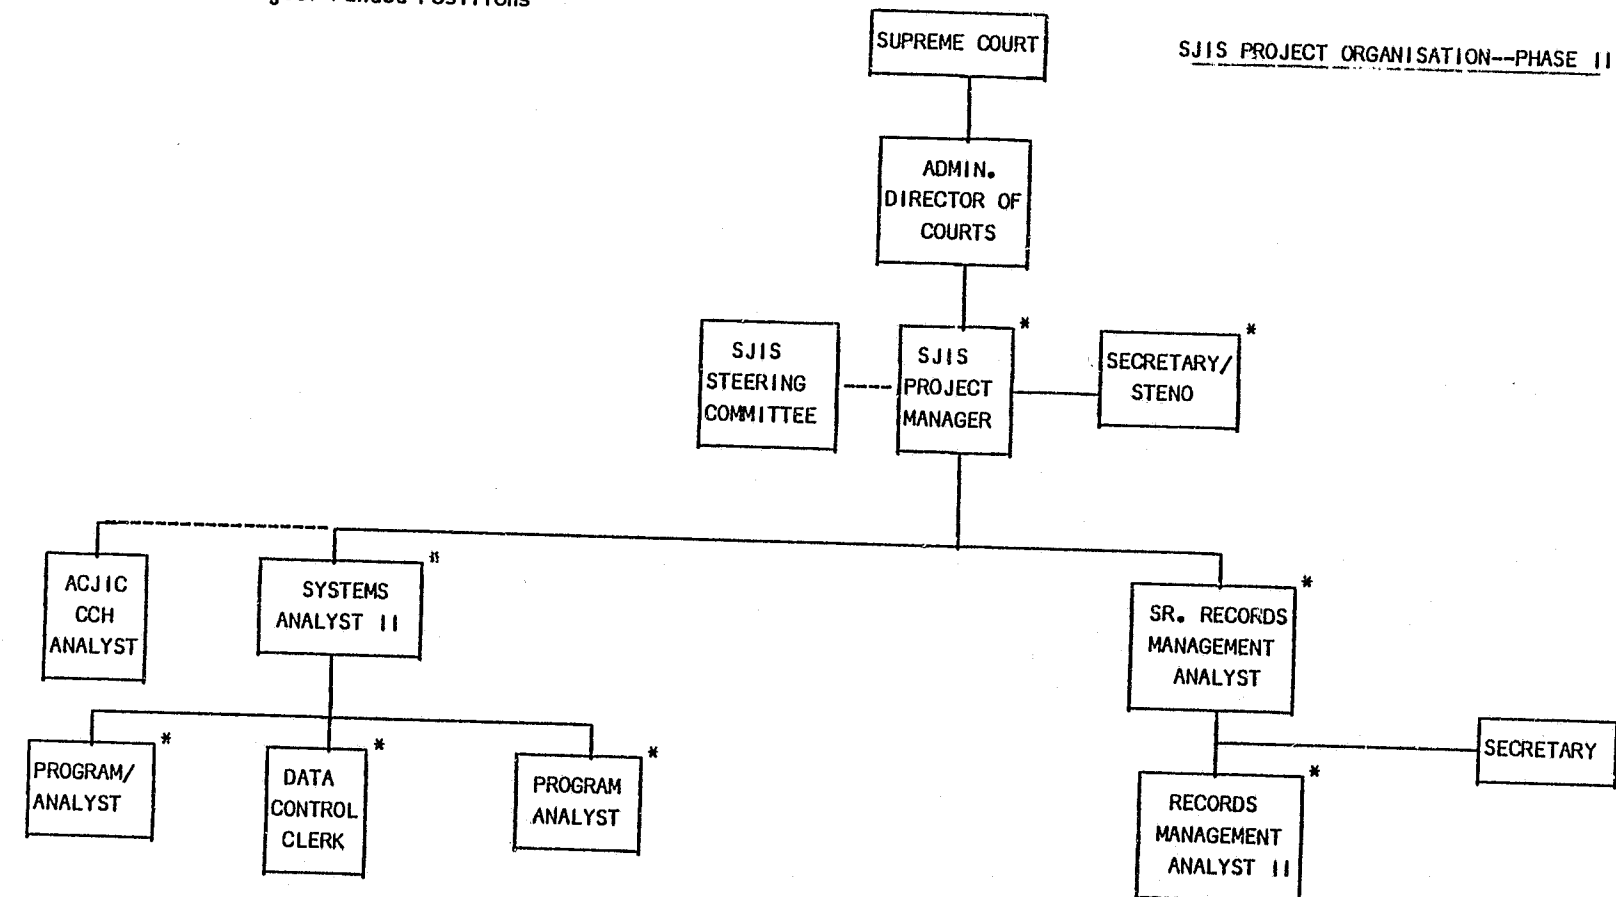 Funded Positions
SUPREME COURT
SJIS PROJECT ORGANISATION--PHASE II
ADMIN.
DIRECTOR OF
COURTS
SJIS
STEERING
COMMITTEE
*
SJIS
PROJECT
MANAGER
*
SECRETARY/
STENO
ACJIC
CCH
ANALYST
*
SYSTEMS
ANALYST II
*
SR. RECORDS
MANAGEMENT
ANALYST
*
PROGRAM/
ANALYST
*
DATA
CONTROL
CLERK
*
PROGRAM
ANALYST
SECRETARY
*
RECORDS
MANAGEMENT
ANALYST II